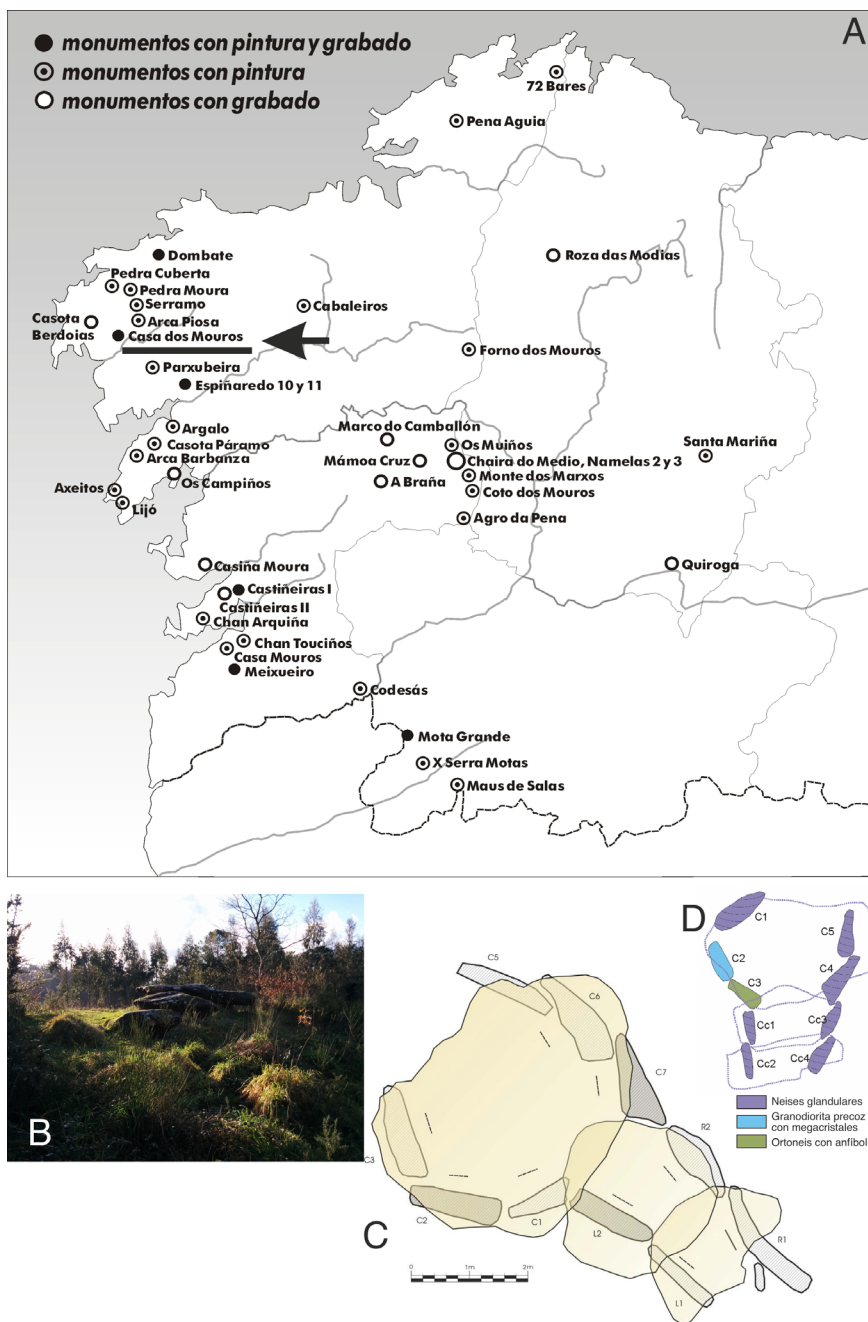 A
monumentos con pintura y grabado
monumentos con pintura
monumentos con grabado
72 Bares
Pena Aguia
Dombate
Roza das Modias
Pedra Cuberta
Pedra Moura
Serramo
Cabaleiros
Casota
Berdoias
Arca Piosa
Casa dos Mouros
Forno dos Mouros
Parxubeira
Espiñaredo 10 y 11
Argalo
Marco do Camballón
Casota Páramo
Os Muiños
Santa Mariña
Arca Barbanza
Mámoa Cruz
Chaira do Medio, Namelas 2 y 3
Axeitos
Os Campiños
A Braña
Monte dos Marxos
Lijó
Coto dos Mouros
Agro da Pena
Casiña Moura
Quiroga
Castiñeiras I
Castiñeiras II
Chan Arquiña
Chan Touciños
Casa Mouros
Meixueiro
Codesás
Mota Grande
X Serra Motas
Maus de Salas
B
D
C1
C5
C2
C4
C3
Cc1
Cc3
Cc2
Cc4
Neises glandulares
Granodiorita precoz
con megacristales
Ortoneis con anfíbol
C
C5
C6
C7
R2
C3
C2
C1
L2
R1
L1
0 1m 2m